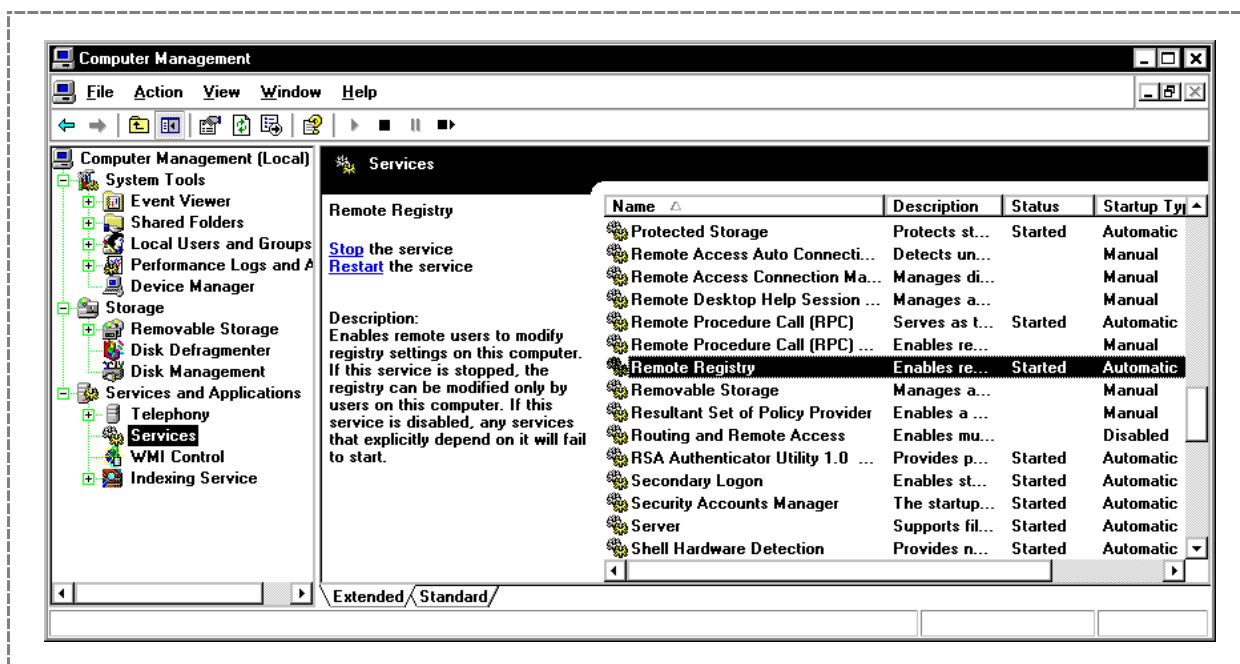 Computer Management
File Action View Window Help
Computer Management (Local)
System Tools
Event Viewer
Shared Folders
Local Users and Groups
Performance Logs and A
Device Manager
Storage
Removable Storage
Disk Defragmenter
Disk Management
Services and Applications
Telephony
Services
WMI Control
Indexing Service
Services
Remote Registry
Stop the service
Restart the service
Description:
Enables remote users to modify
registry settings on this computer.
If this service is stopped, the
registry can be modified only by
users on this computer. If this
service is disabled, any services
that explicitly depend on it will fail
to start.
Name Description Status Startup Ty
Protected Storage Protects st... Started Automatic
Remote Access Auto Connecti... Detects un... Manual
Remote Access Connection Ma... Manages di... Manual
Remote Desktop Help Session ... Manages a... Manual
Remote Procedure Call (RPC) Serves as t... Started Automatic
Remote Procedure Call (RPC) ... Enables re... Manual
Remote Registry Enables re... Started Automatic
Removable Storage Manages a... Manual
Resultant Set of Policy Provider Enables a ... Manual
Routing and Remote Access Enables mu... Disabled
RSA Authenticator Utility 1.0 ... Provides p... Started Automatic
Secondary Logon Enables st... Started Automatic
Security Accounts Manager The startup... Started Automatic
Server Supports fil... Started Automatic
Shell Hardware Detection Provides n... Started Automatic
Extended Standard